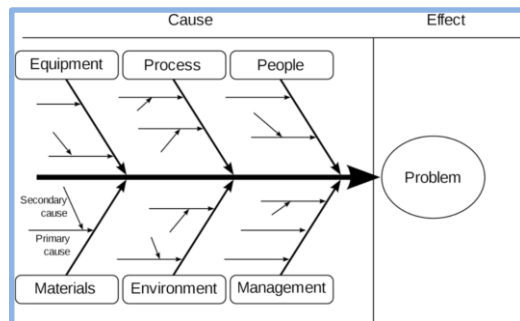 Cause
Effect
Equipment
Process
People
Problem
Secondary
cause
Primary
cause
Materials
Environment
Management